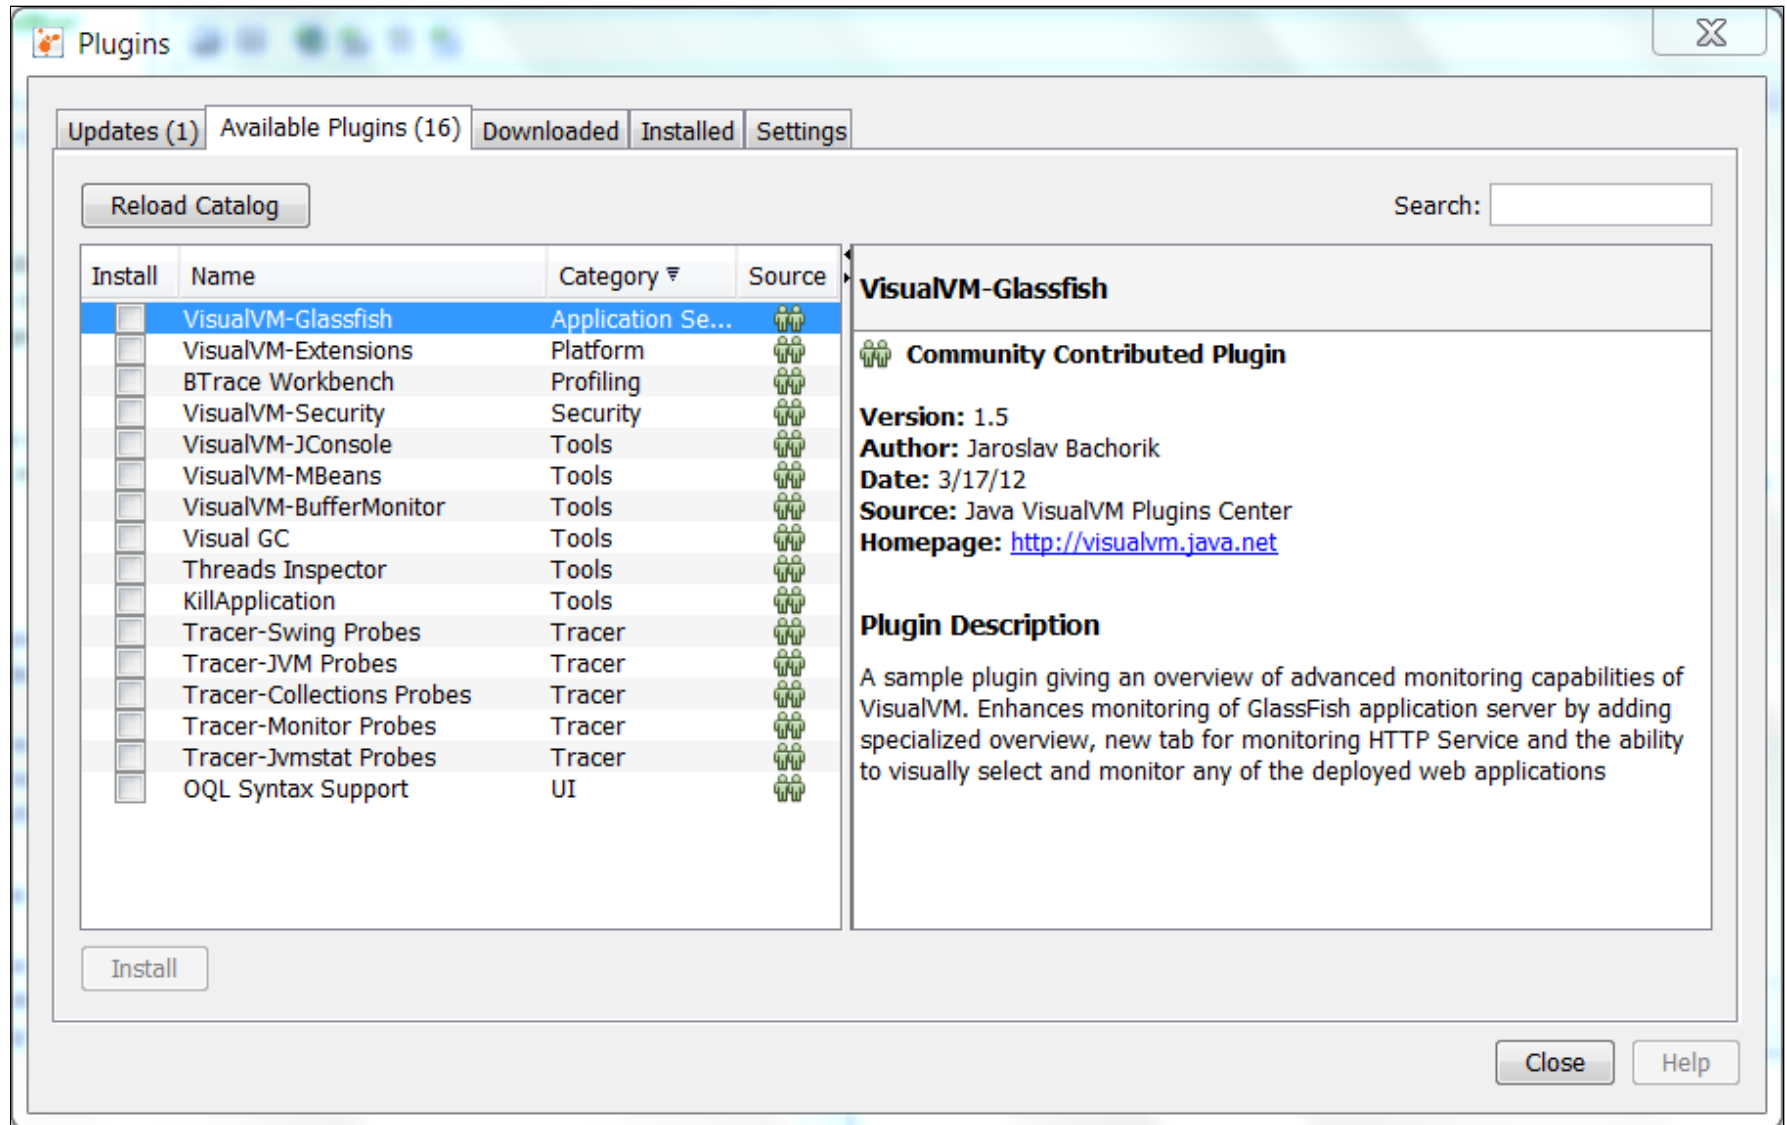 Plugins
Updates (1) Available Plugins (16) Downloaded Installed Settings
Reload Catalog
Search:
Install Name Category Source
VisualVM-Glassfish Application Se...
VisualVM-Extensions Platform
BTrace Workbench Profiling
VisualVM-Security Security
VisualVM-JConsole Tools
VisualVM-MBeans Tools
VisualVM-BufferMonitor Tools
Visual GC Tools
Threads Inspector Tools
KillApplication Tools
Tracer-Swing Probes Tracer
Tracer-JVM Probes Tracer
Tracer-Collections Probes Tracer
Tracer-Monitor Probes Tracer
Tracer-Jvmstat Probes Tracer
OQL Syntax Support UI
VisualVM-Glassfish
Community Contributed Plugin
Version: 1.5
Author: Jaroslav Bachorik
Date: 3/17/12
Source: Java VisualVM Plugins Center
Homepage: http://visualvm.java.net
Plugin Description
A sample plugin giving an overview of advanced monitoring capabilities of
VisualVM. Enhances monitoring of GlassFish application server by adding
specialized overview, new tab for monitoring HTTP Service and the ability
to visually select and monitor any of the deployed web applications
Install
Close Help